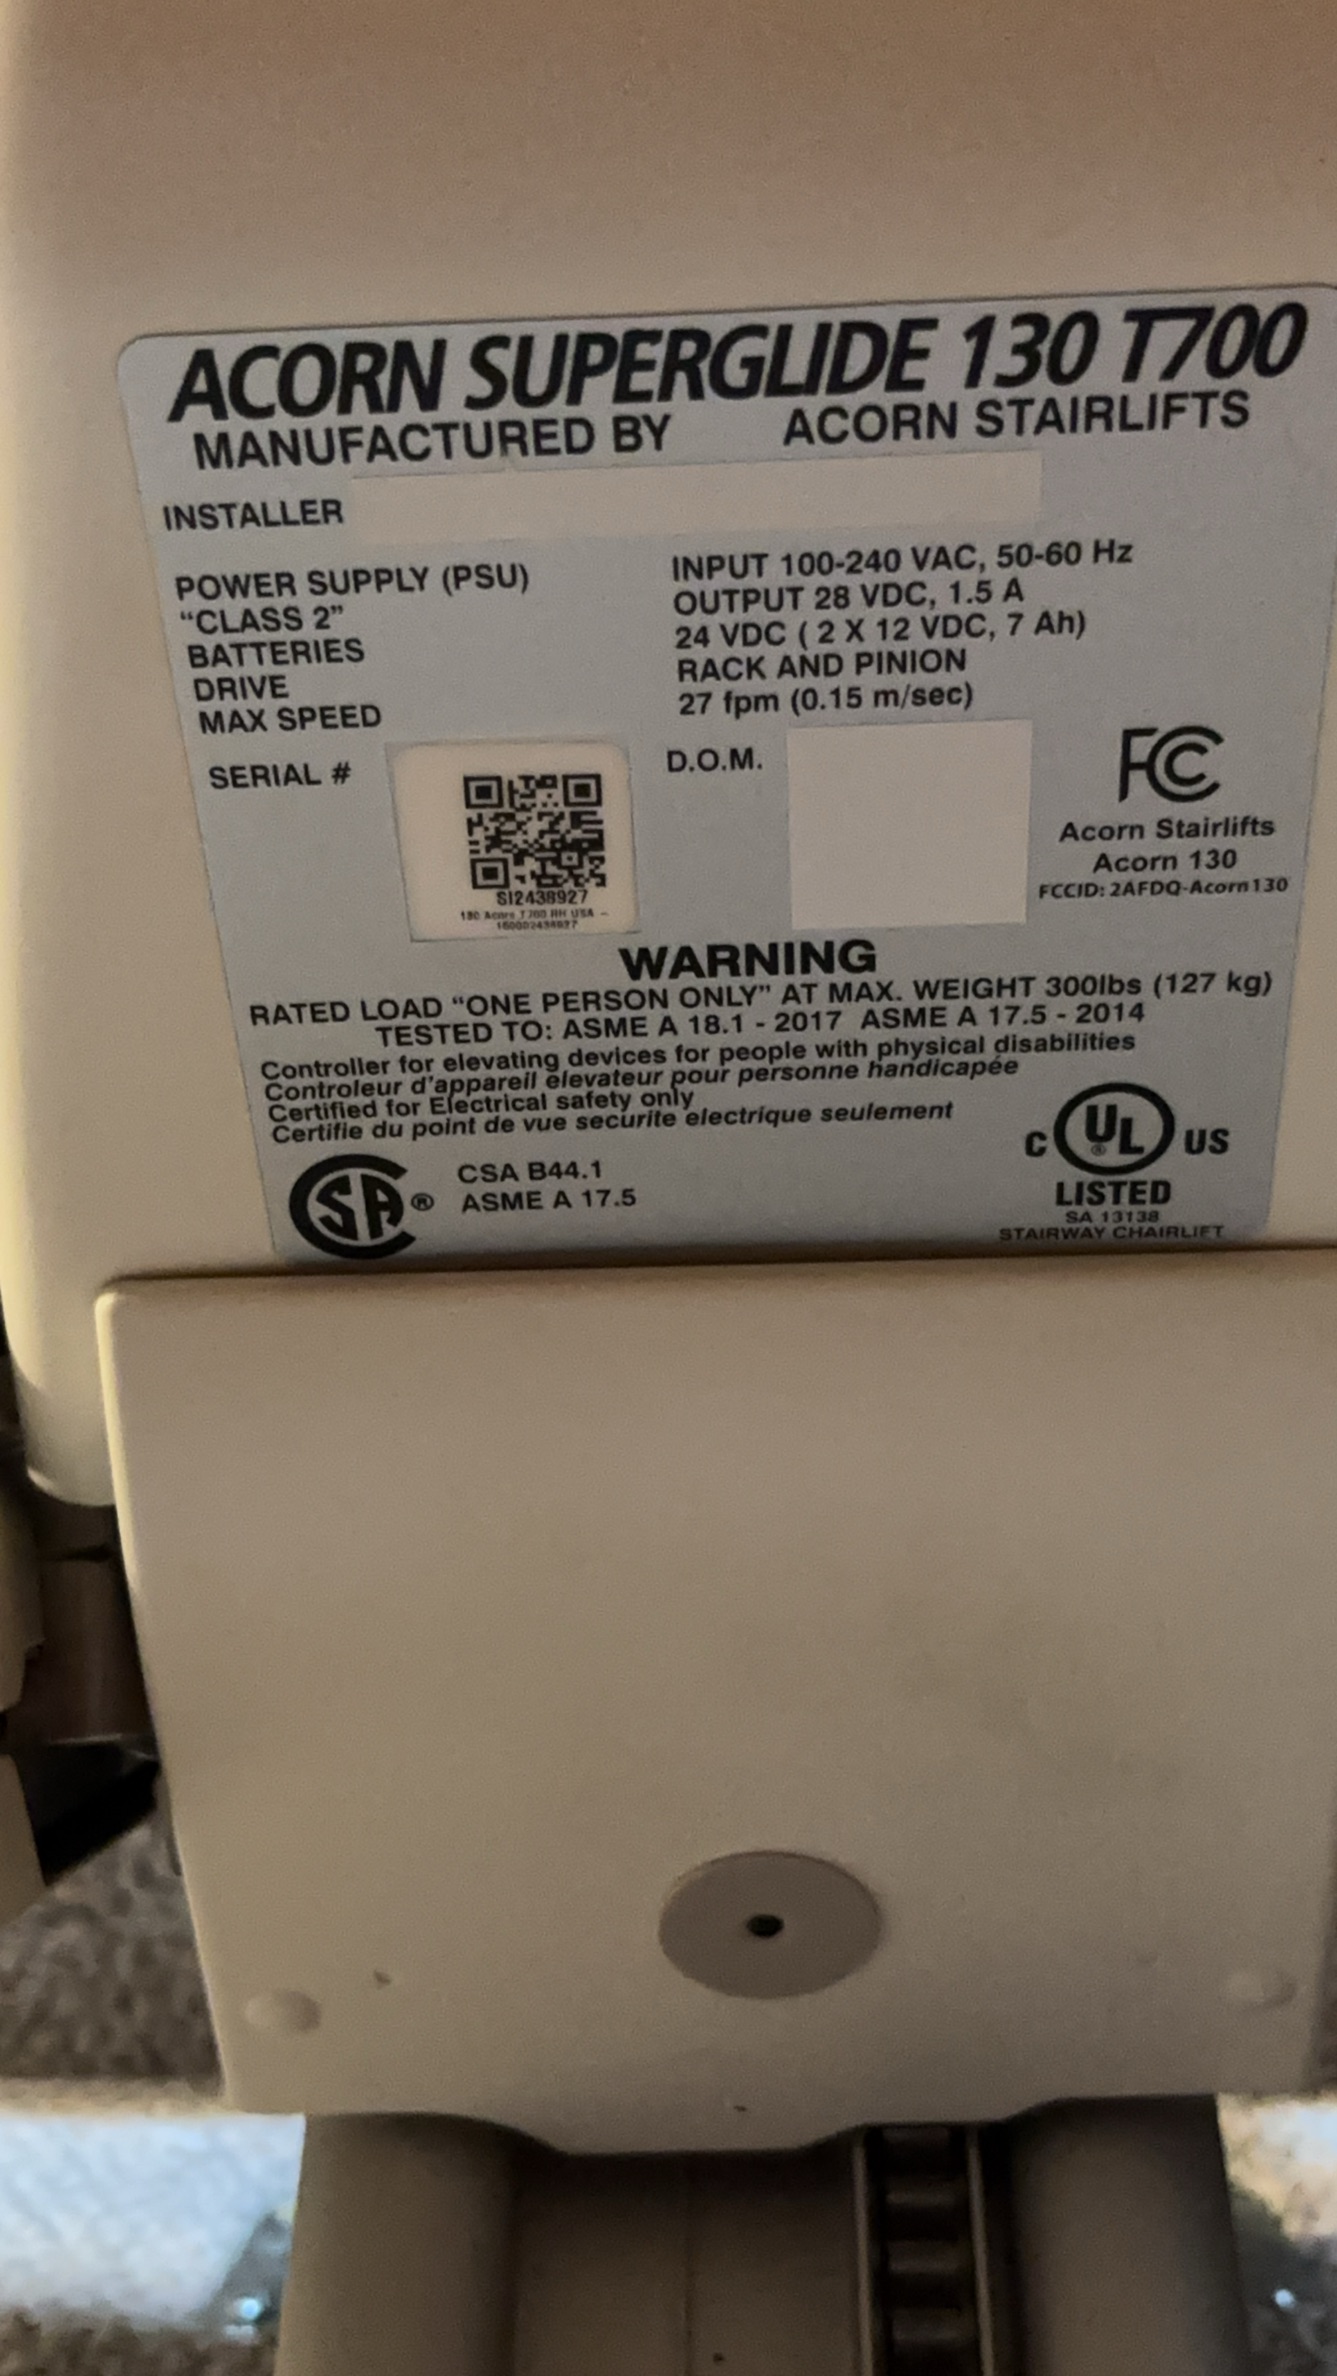 ACORN SUPERGLIDE 130 T700
MANUFACTURED BY ACORN STAIRLIFTS
INSTALLER
POWER SUPPLY (PSU) INPUT 100-240 VAC, 50-60 Hz
"CLASS 2" OUTPUT 28 VDC, 1.5 A
BATTERIES 24 VDC ( 2 X 12 VDC, 7 Ah)
DRIVE RACK AND PINION
MAX SPEED 27 fpm (0.15 m/sec)
SERIAL # D.O.M.
SI2438927
130 Acorn T700 RH USA -
FC
Acorn Stairlifts
Acorn 130
FCCID: 2AFDQ-Acorn130
WARNING
RATED LOAD "ONE PERSON ONLY" AT MAX. WEIGHT 300lbs (127 kg)
TESTED TO: ASME A 18.1 - 2017 ASME A 17.5 - 2014
Controller for elevating devices for people with physical disabilities
Controleur d'appareil elevateur pour personne handicapée
Certified for Electrical safety only
Certifie du point de vue securite electrique seulement
SA ® CSA B44.1
ASME A 17.5
C UL ® US
LISTED
SA 13138
STAIRWAY CHAIRLIFT